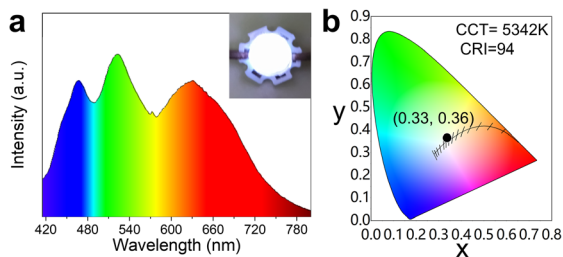 a
Intensity (a.u.)
420 480 540 600 660 720 780
Wavelength (nm)
b
CCT= 5342K
CRI=94
y
0.9
0.8
0.7
0.6
0.5
0.4
0.3
0.2
0.1
0.0
(0.33, 0.36)
0.0 0.1 0.2 0.3 0.4 0.5 0.6 0.7 0.8
x